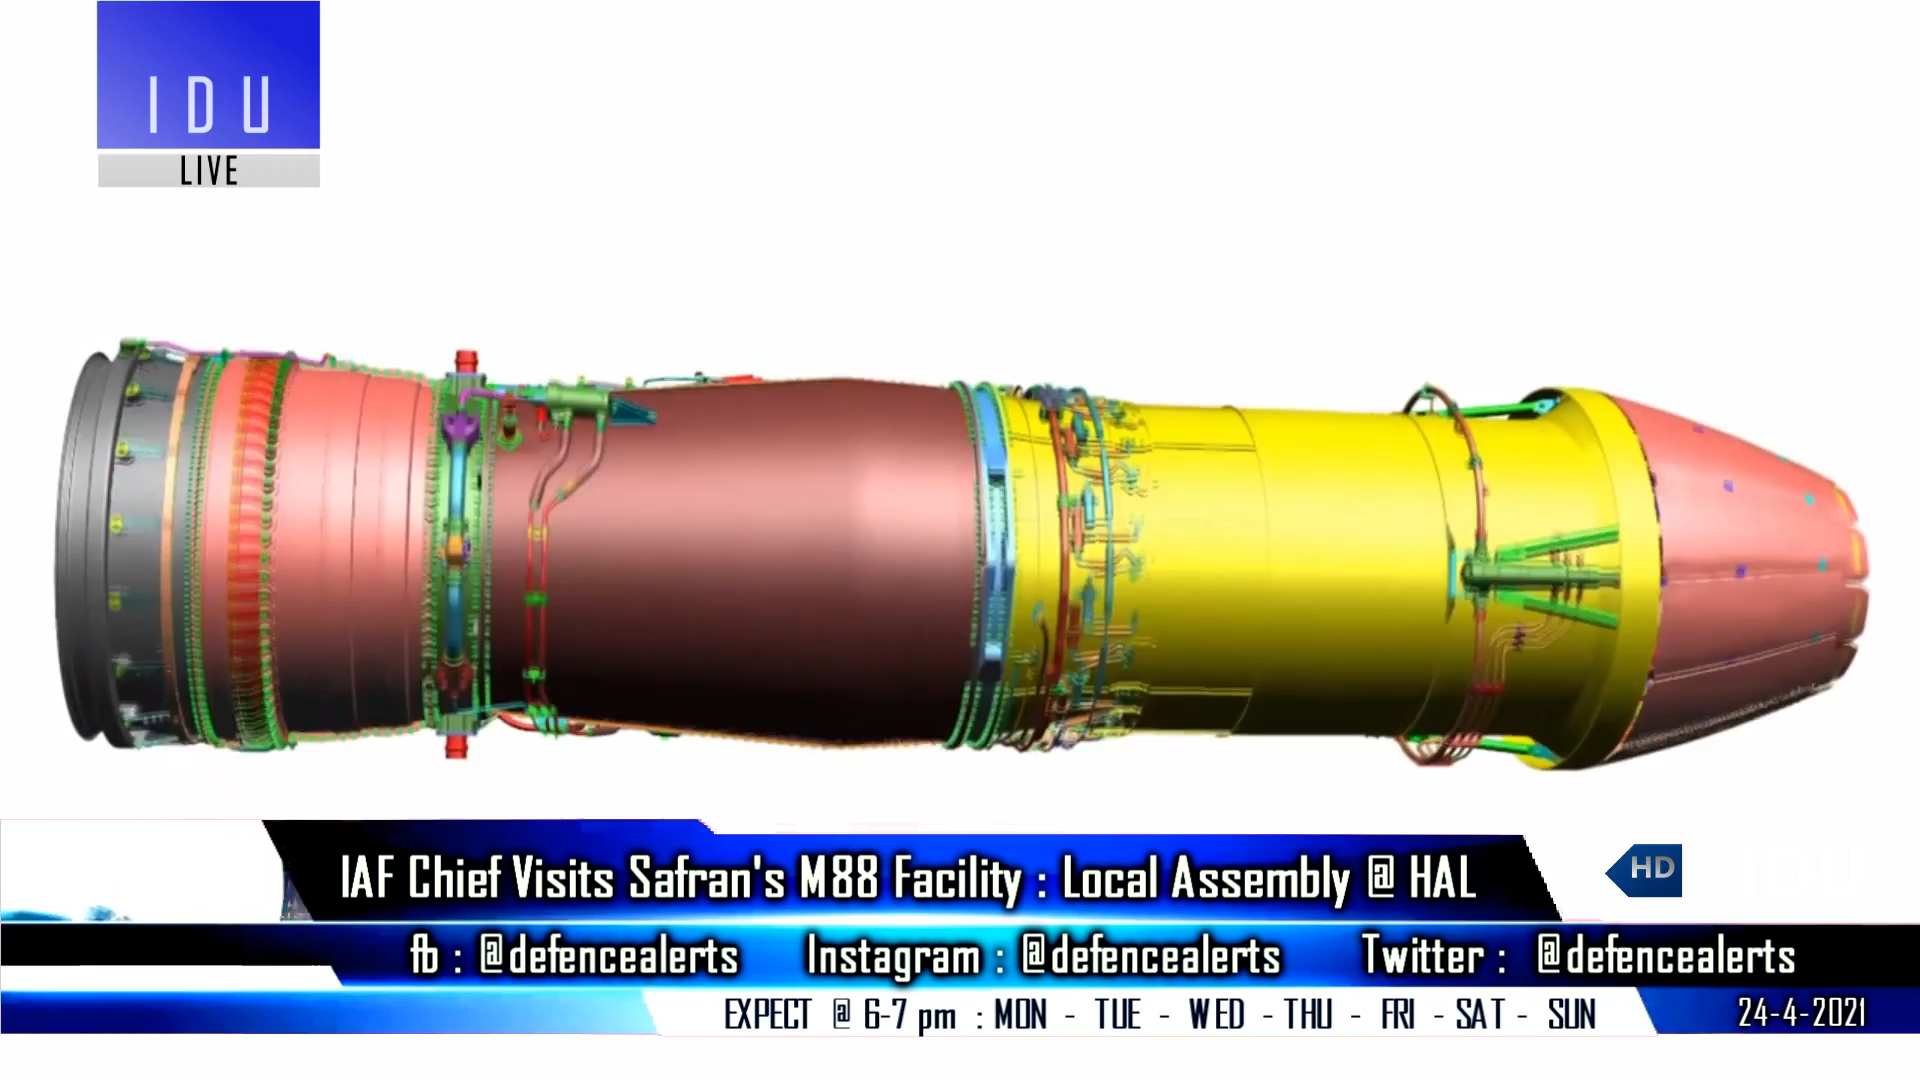 IDU
LIVE
IAF Chief Visits Safran's M88 Facility : Local Assembly @ HAL
HD
fb : @defencealerts Instagram : @defencealerts Twitter : @defencealerts
EXPECT @ 6-7 pm : MON - TUE - WED - THU - FRI - SAT - SUN
24-4-2021